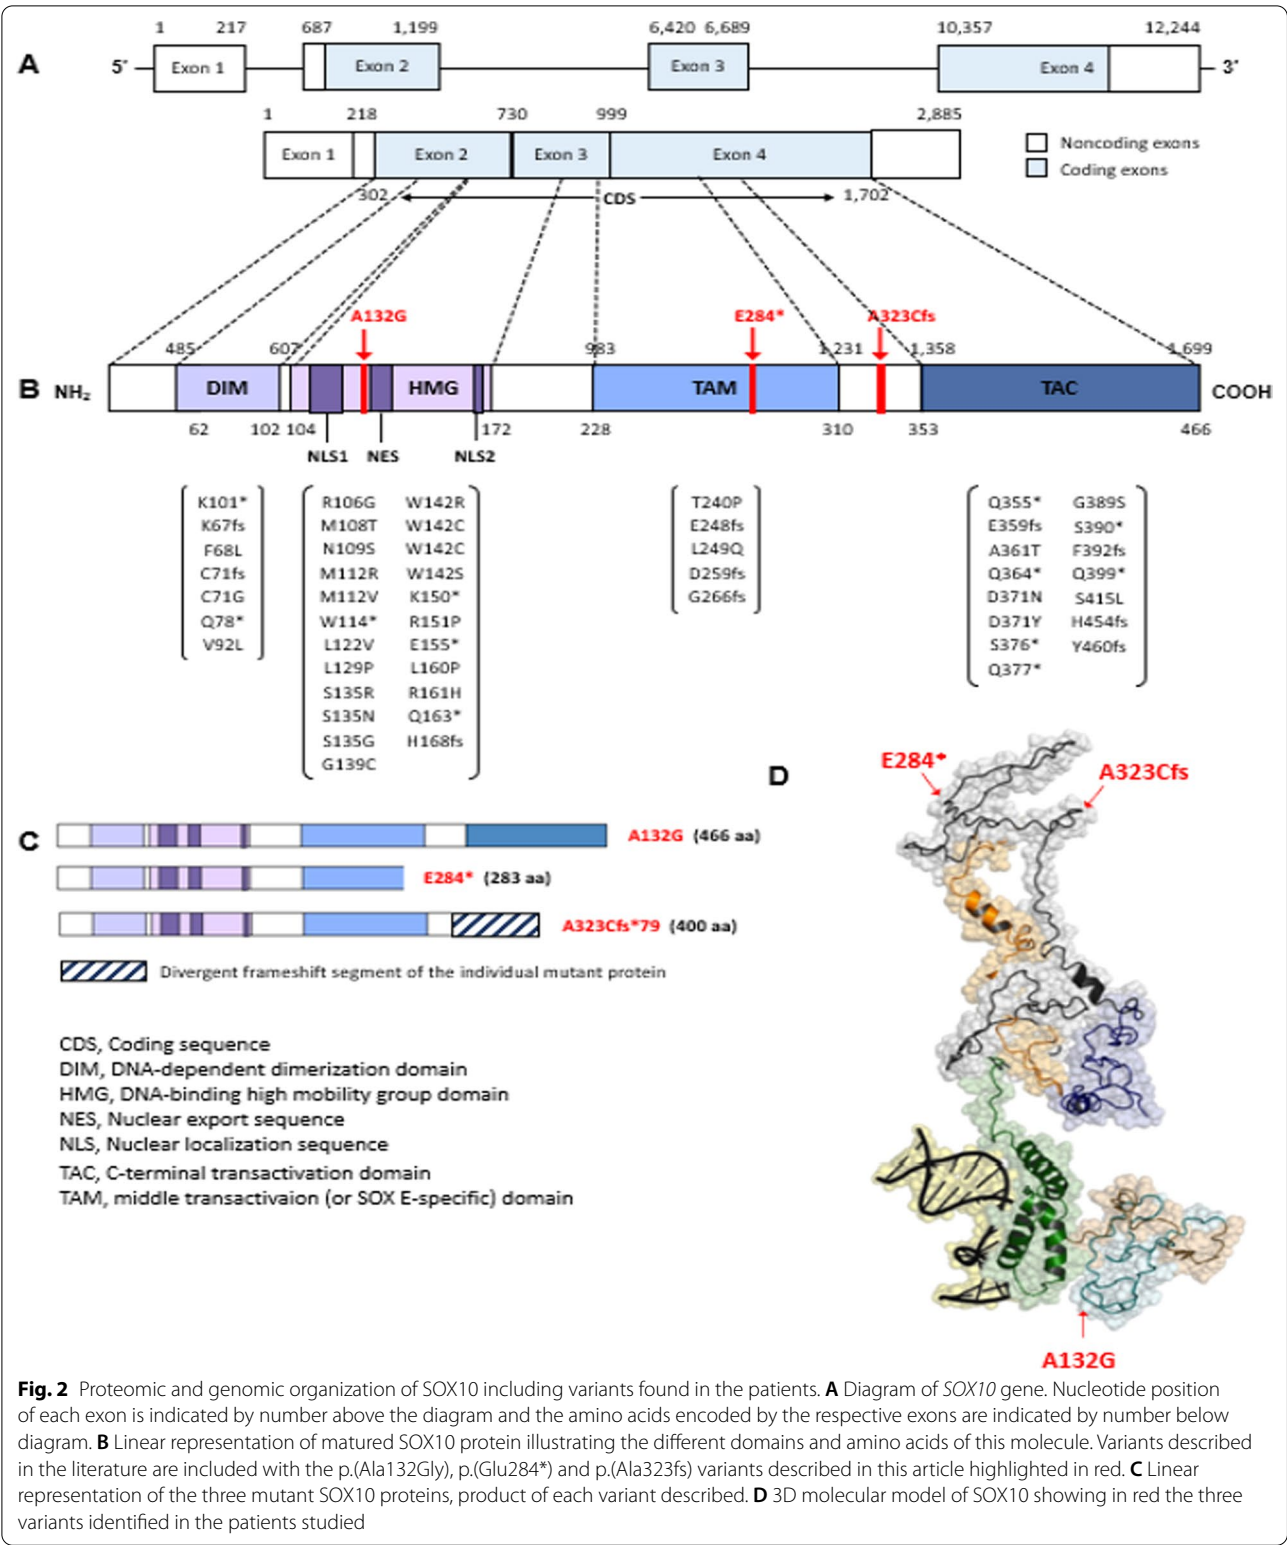 1 217 687 1,199 6,420 6,689 10,357 12,244
A 5' Exon 1 Exon 2 Exon 3 Exon 4 3'
1 218 730 999 2,885
Exon 1 Exon 2 Exon 3 Exon 4
Noncoding exons
Coding exons
302 CDS 1,702
A132G E284* A323Cfs
485 607 983 1,231 1,358 1,699
B NH₂ DIM HMG TAM TAC COOH
62 102 104 172 228 310 353 466
NLS1 NES NLS2
K101*
K67fs
F68L
C71fs
C71G
Q78*
V92L
R106G W142R
M108T W142C
N109S W142C
M112R W142S
M112V K150*
W114* R151P
L122V E155*
L129P L160P
S135R R161H
S135N Q163*
S135G H168fs
G139C
T240P
E248fs
L249Q
D259fs
G266fs
Q355* G389S
E359fs S390*
A361T F392fs
Q364* Q399*
D371N S415L
D371Y H454fs
S376* Y460fs
Q377*
C
A132G (466 aa)
E284* (283 aa)
A323Cfs*79 (400 aa)
Divergent frameshift segment of the individual mutant protein
CDS, Coding sequence
DIM, DNA-dependent dimerization domain
HMG, DNA-binding high mobility group domain
NES, Nuclear export sequence
NLS, Nuclear localization sequence
TAC, C-terminal transactivation domain
TAM, middle transactivaion (or SOX E-specific) domain
D
E284*
A323Cfs
A132G
Fig. 2 Proteomic and genomic organization of SOX10 including variants found in the patients. A Diagram of SOX10 gene. Nucleotide position
of each exon is indicated by number above the diagram and the amino acids encoded by the respective exons are indicated by number below
diagram. B Linear representation of matured SOX10 protein illustrating the different domains and amino acids of this molecule. Variants described
in the literature are included with the p.(Ala132Gly), p.(Glu284*) and p.(Ala323fs) variants described in this article highlighted in red. C Linear
representation of the three mutant SOX10 proteins, product of each variant described. D 3D molecular model of SOX10 showing in red the three
variants identified in the patients studied